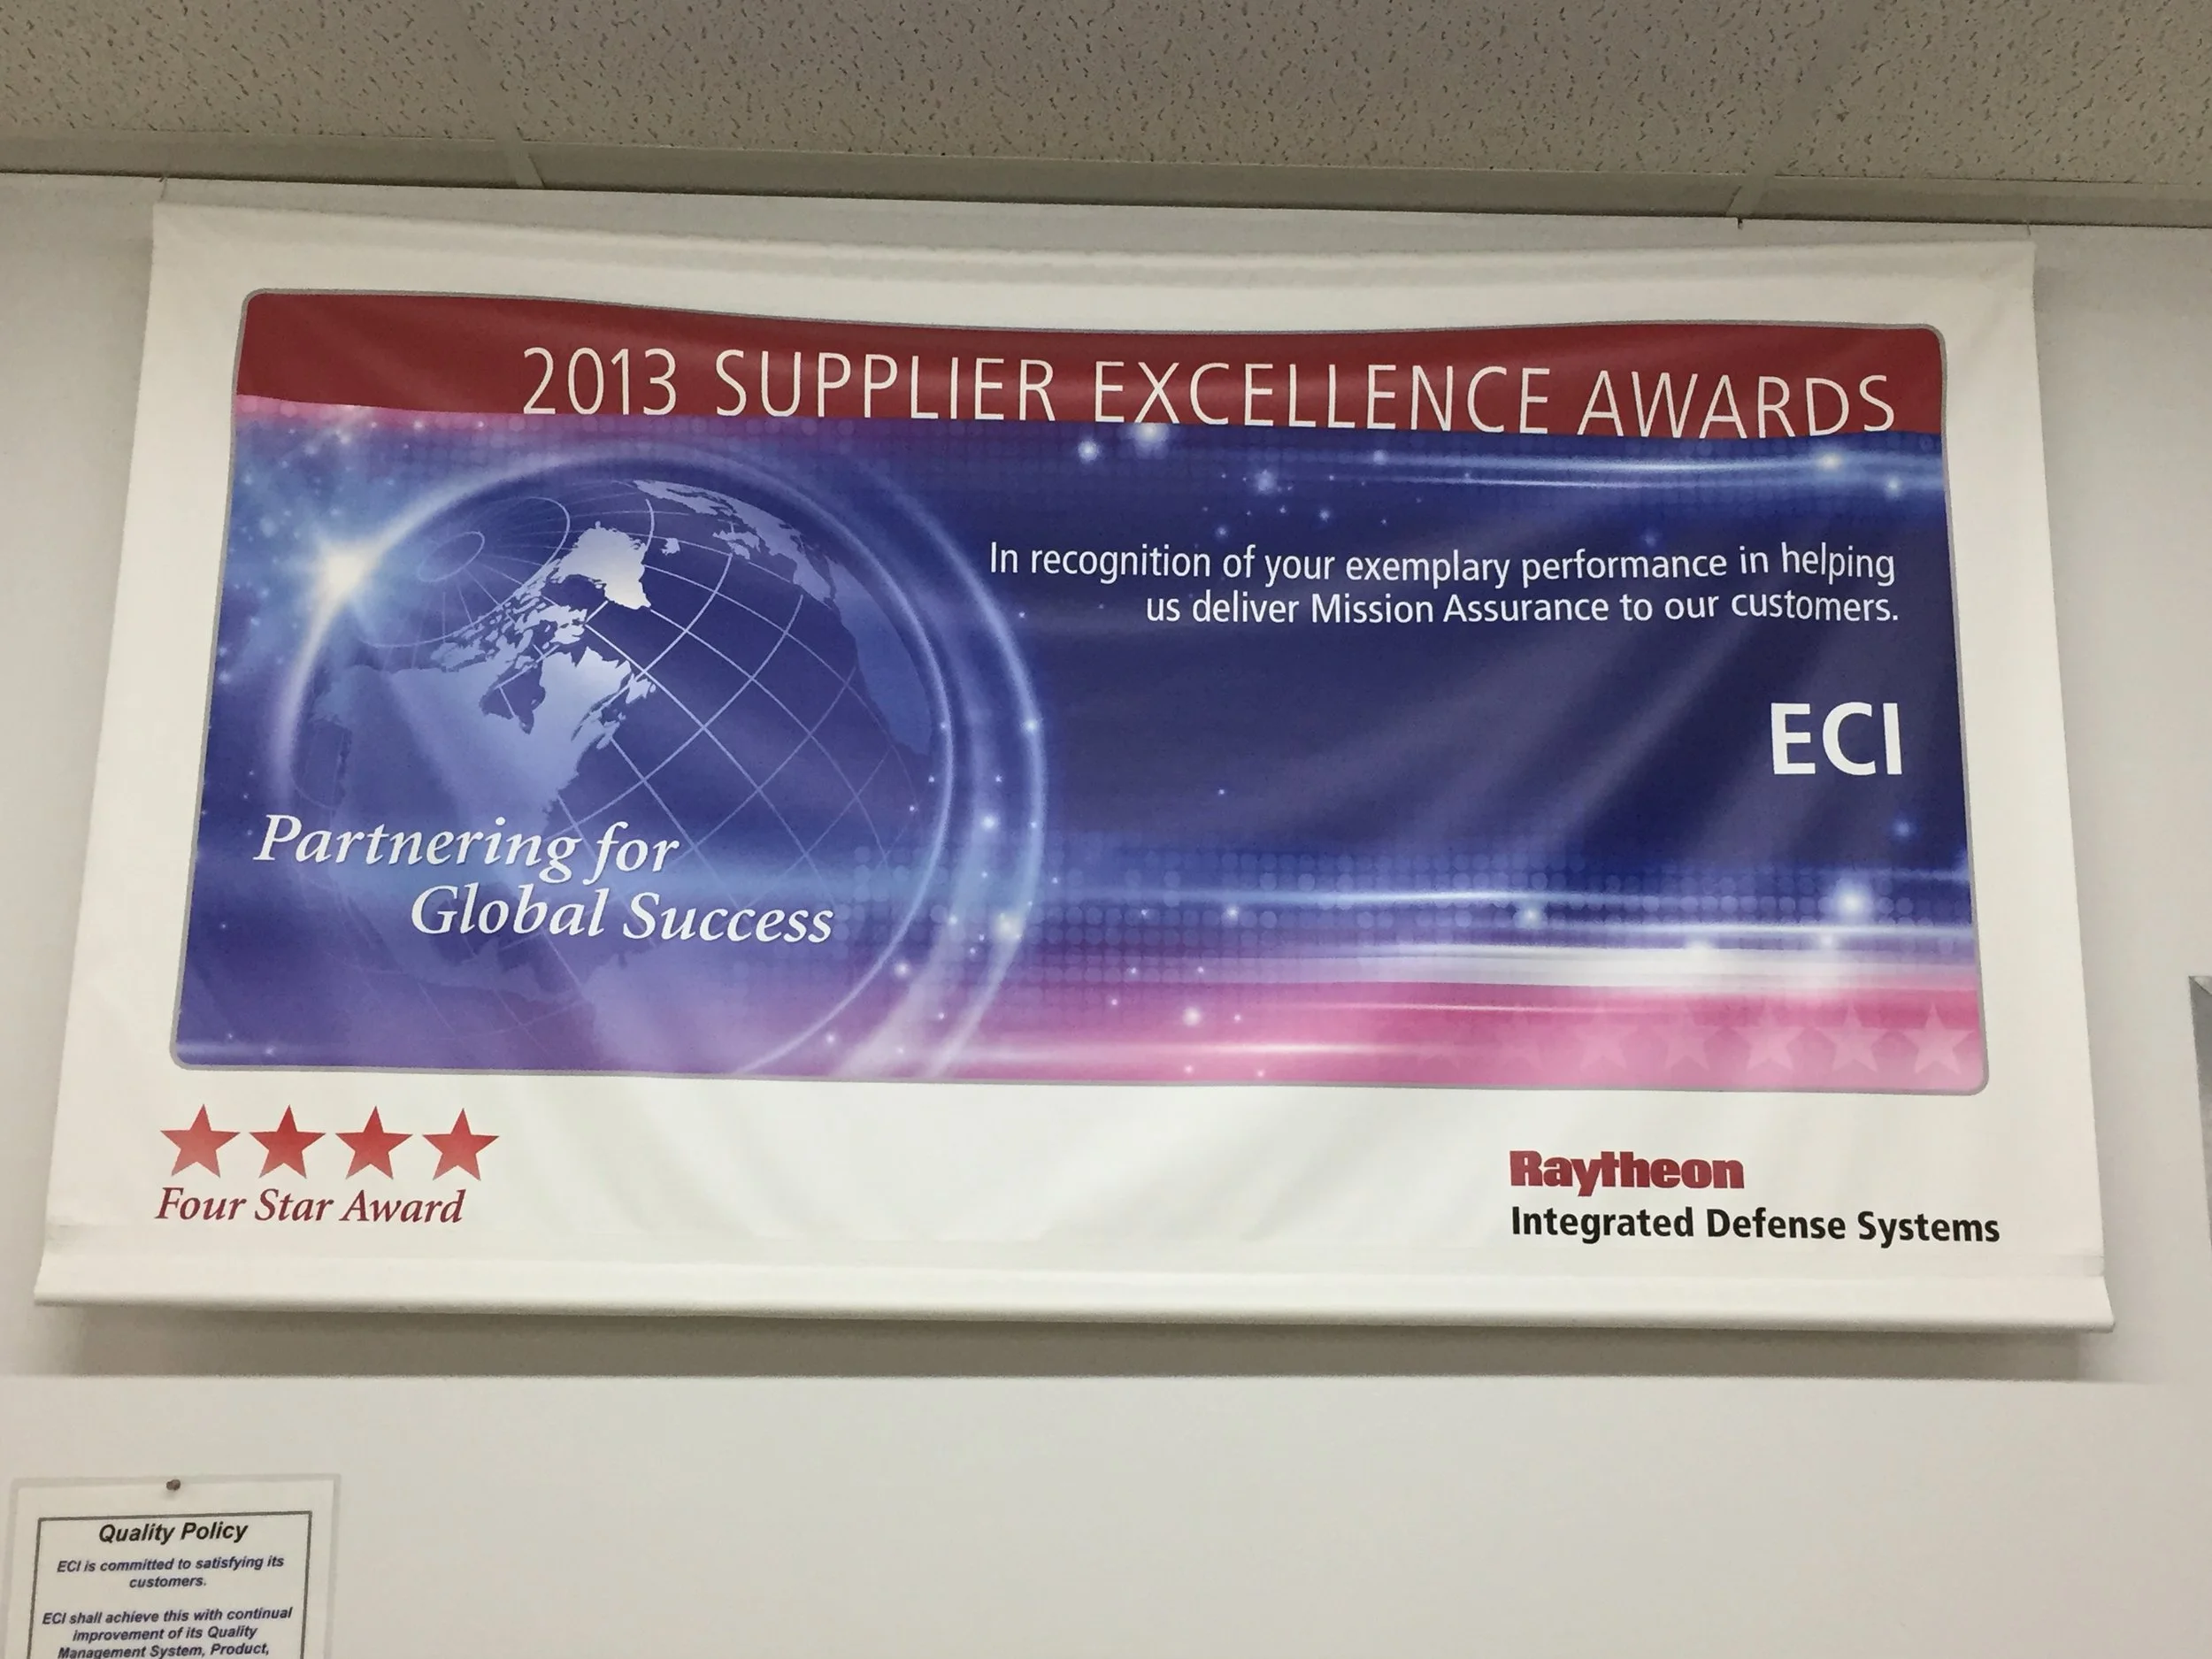 2013 SUPPLIER EXCELLENCE AWARDS
In recognition of your exemplary performance in helping
us deliver Mission Assurance to our customers.
ECI
Partnering for
Global Success
Four Star Award
Raytheon
Integrated Defense Systems
Quality Policy
ECI is committed to satisfying its
customers.
ECI shall achieve this with continual
improvement of its Quality
Management System, Product,